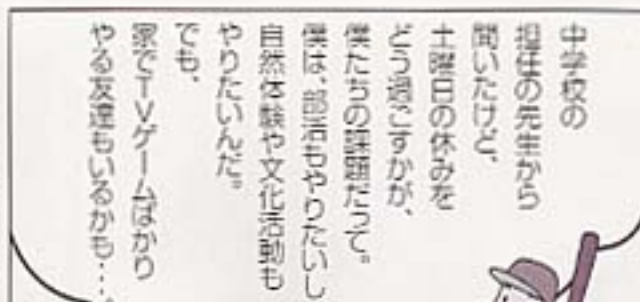 中学校の
担任の先生から
聞いたけど、
土曜日の休みを
どう過ごすかが、
僕たちの課題だって。
僕は、部活もやりたいし
自然体験や文化活動も
やりたいんだ。
でも、
家でTVゲームばかり
やる友達もいるかも…。